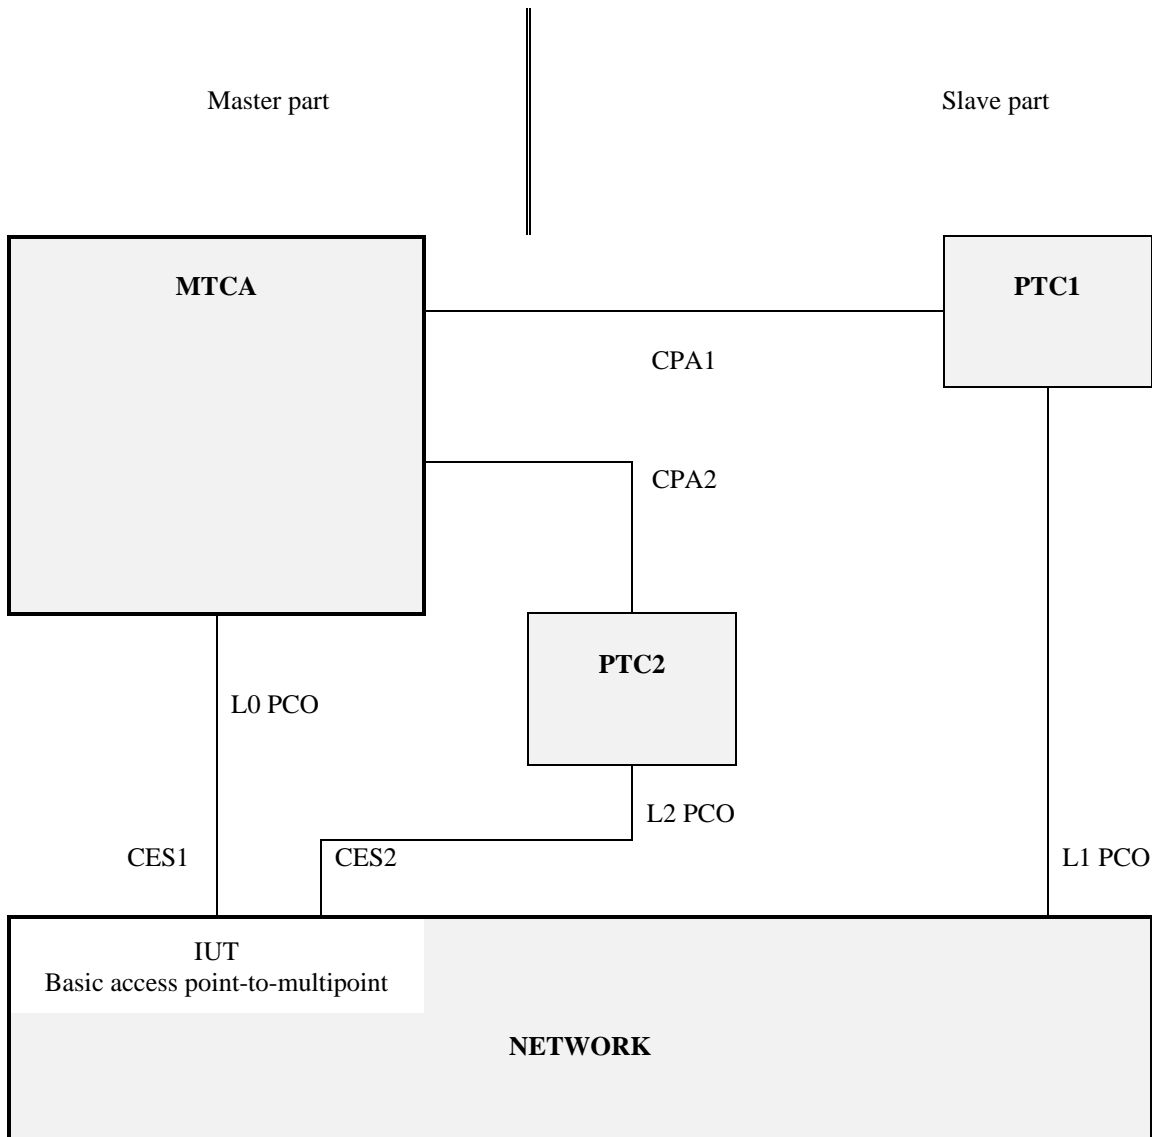 Master part
Slave part
MTCA
PTC1
CPA1
CPA2
PTC2
L0 PCO
L2 PCO
CES1
CES2
L1 PCO
IUT
Basic access point-to-multipoint
NETWORK